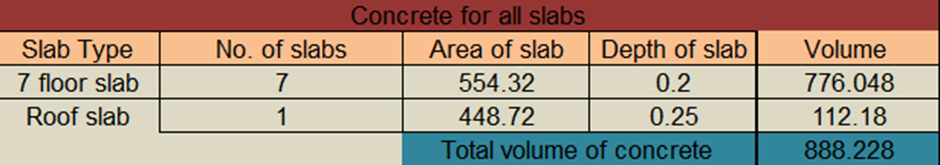 Concrete for all slabs
Slab Type No. of slabs Area of slab Depth of slab Volume
7 floor slab 7 554.32 0.2 776.048
Roof slab 1 448.72 0.25 112.18
Total volume of concrete 888.228